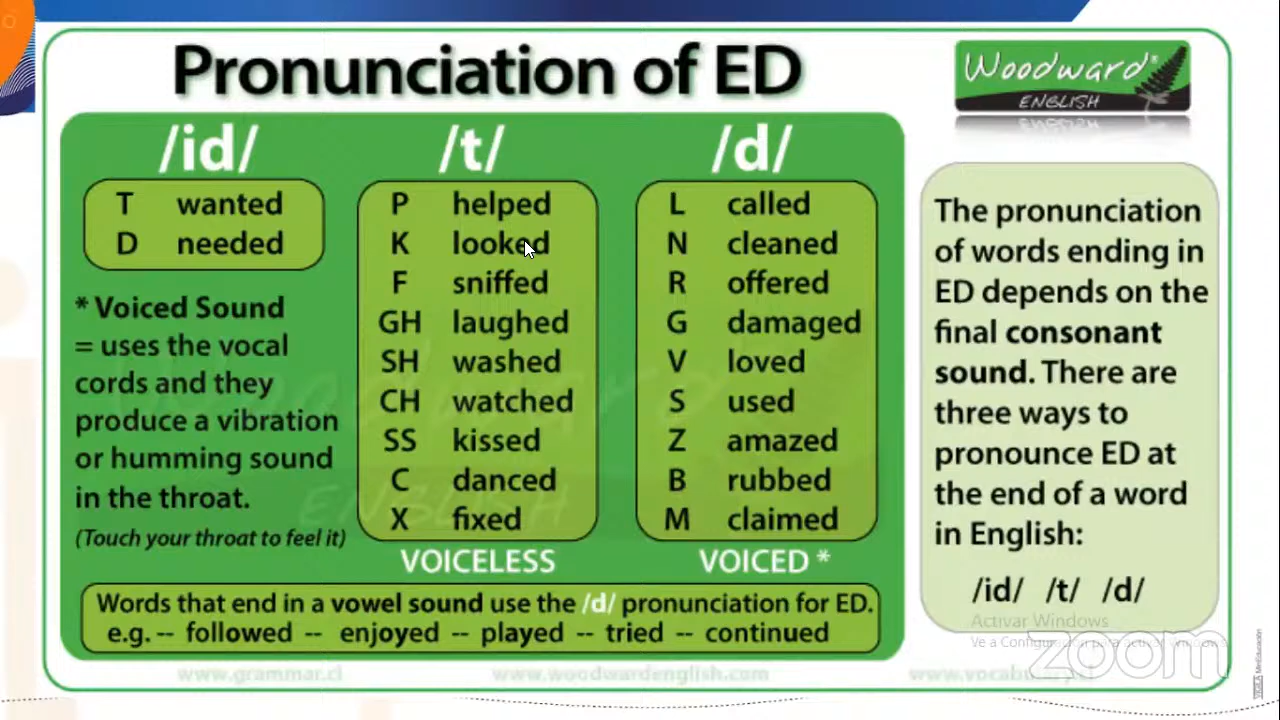 Pronunciation of ED
Woodward®
ENGLISH
/id/
T wanted
D needed
* Voiced Sound
= uses the vocal
cords and they
produce a vibration
or humming sound
in the throat.
(Touch your throat to feel it)
/t/
P helped
K looked
F sniffed
GH laughed
SH washed
CH watched
SS kissed
C danced
X fixed
VOICELESS
/d/
L called
N cleaned
R offered
G damaged
V loved
S used
Z amazed
B rubbed
M claimed
VOICED *
Words that end in a vowel sound use the /d/ pronunciation for ED.
e.g. -- followed -- enjoyed -- played -- tried -- continued
The pronunciation
of words ending in
ED depends on the
final consonant
sound. There are
three ways to
pronounce ED at
the end of a word
in English:
/id/ /t/ /d/
Activar Windows
Ve a Configuración para activar Windows.
zoom
www.grammar.cl
www.woodwardenglish.com